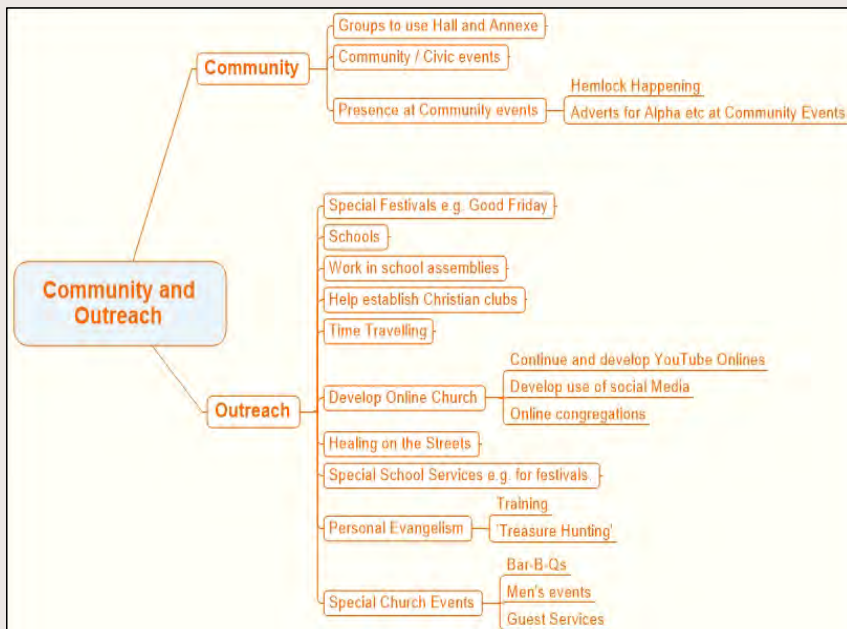 Community and
Outreach
Community
Groups to use Hall and Annexe
Community / Civic events
Presence at Community events
Hemlock Happening
Adverts for Alpha etc at Community Events
Outreach
Special Festivals e.g. Good Friday
Schools
Work in school assemblies
Help establish Christian clubs
Time Travelling
Develop Online Church
Continue and develop YouTube Onlines
Develop use of social Media
Online congregations
Healing on the Streets
Special School Services e.g. for festivals
Personal Evangelism
Training
'Treasure Hunting'
Special Church Events
Bar-B-Qs
Men's events
Guest Services